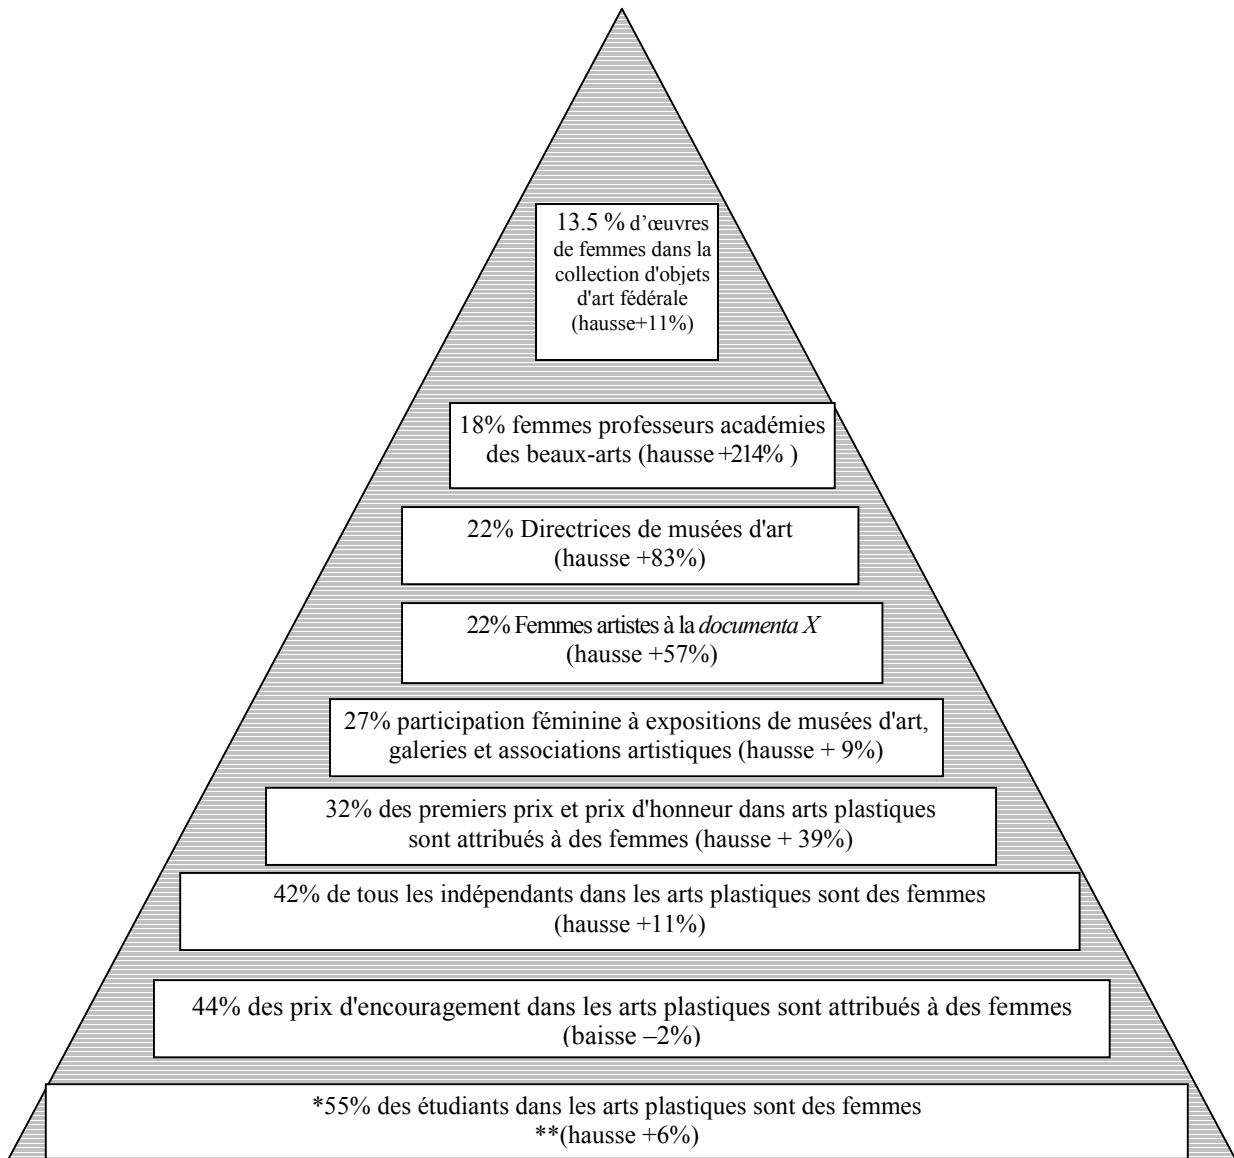 13.5 % d’œuvres
de femmes dans la
collection d'objets
d'art fédérale
(hausse+11%)
18% femmes professeurs académies
des beaux-arts (hausse +214% )
22% Directrices de musées d'art
(hausse +83%)
22% Femmes artistes à la documenta X
(hausse +57%)
27% participation féminine à expositions de musées d'art,
galeries et associations artistiques (hausse + 9%)
32% des premiers prix et prix d'honneur dans arts plastiques
sont attribués à des femmes (hausse + 39%)
42% de tous les indépendants dans les arts plastiques sont des femmes
(hausse +11%)
44% des prix d'encouragement dans les arts plastiques sont attribués à des femmes
(baisse –2%)
*55% des étudiants dans les arts plastiques sont des femmes
**(hausse +6%)